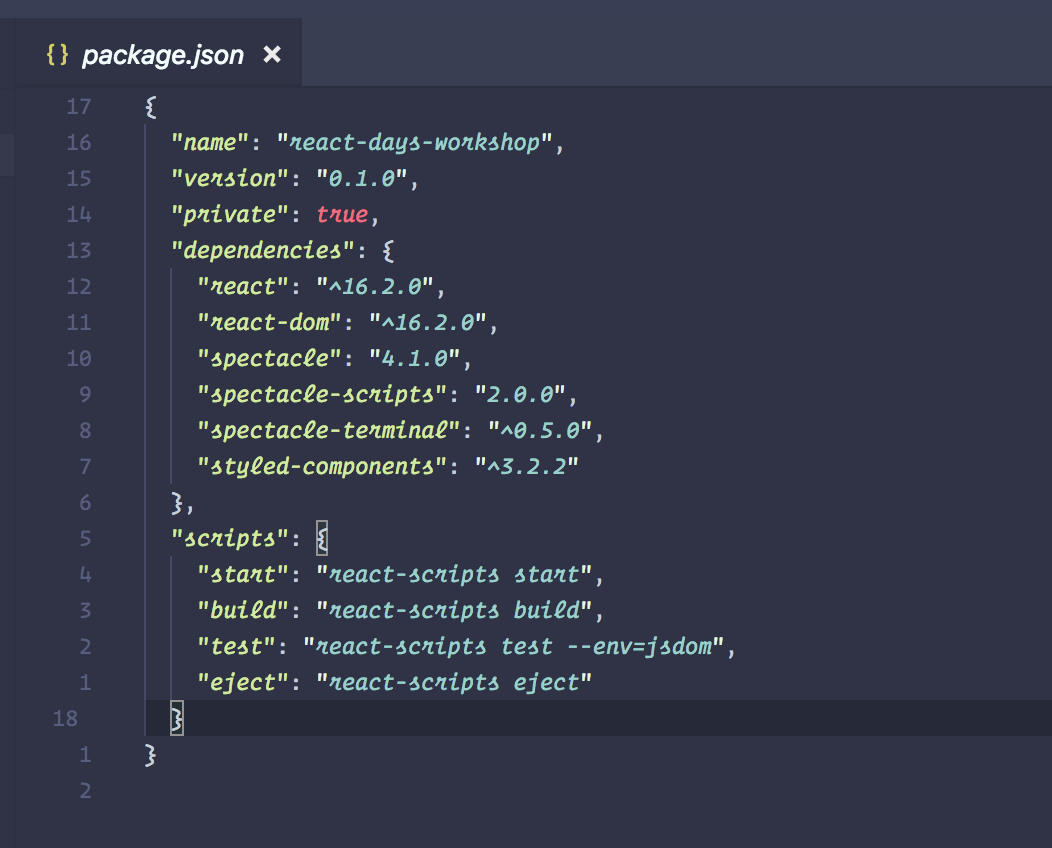 {} package.json ×
17 {
16 "name": "react-days-workshop",
15 "version": "0.1.0",
14 "private": true,
13 "dependencies": {
12 "react": "^16.2.0",
11 "react-dom": "^16.2.0",
10 "spectacle": "4.1.0",
9 "spectacle-scripts": "2.0.0",
8 "spectacle-terminal": "^0.5.0",
7 "styled-components": "^3.2.2"
6 },
5 "scripts": {
4 "start": "react-scripts start",
3 "build": "react-scripts build",
2 "test": "react-scripts test --env=jsdom",
1 "eject": "react-scripts eject"
18 }
1 }
2